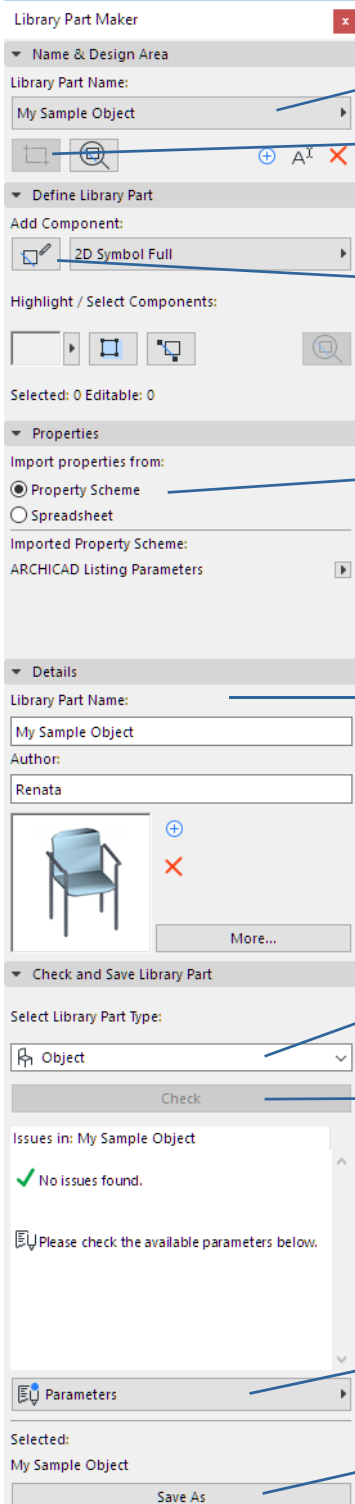 Library Part Maker
x
Name & Design Area
Library Part Name:
My Sample Object
A
Define Library Part
Add Component:
2D Symbol Full
Highlight / Select Components:
Selected: 0 Editable: 0
Properties
Import properties from:
Property Scheme
Spreadsheet
Imported Property Scheme:
ARCHICAD Listing Parameters
Details
Library Part Name:
My Sample Object
Author:
Renata
More...
Check and Save Library Part
Select Library Part Type:
Object
Check
Issues in: My Sample Object
No issues found.
Please check the available parameters below.
Parameters
Selected:
My Sample Object
Save As